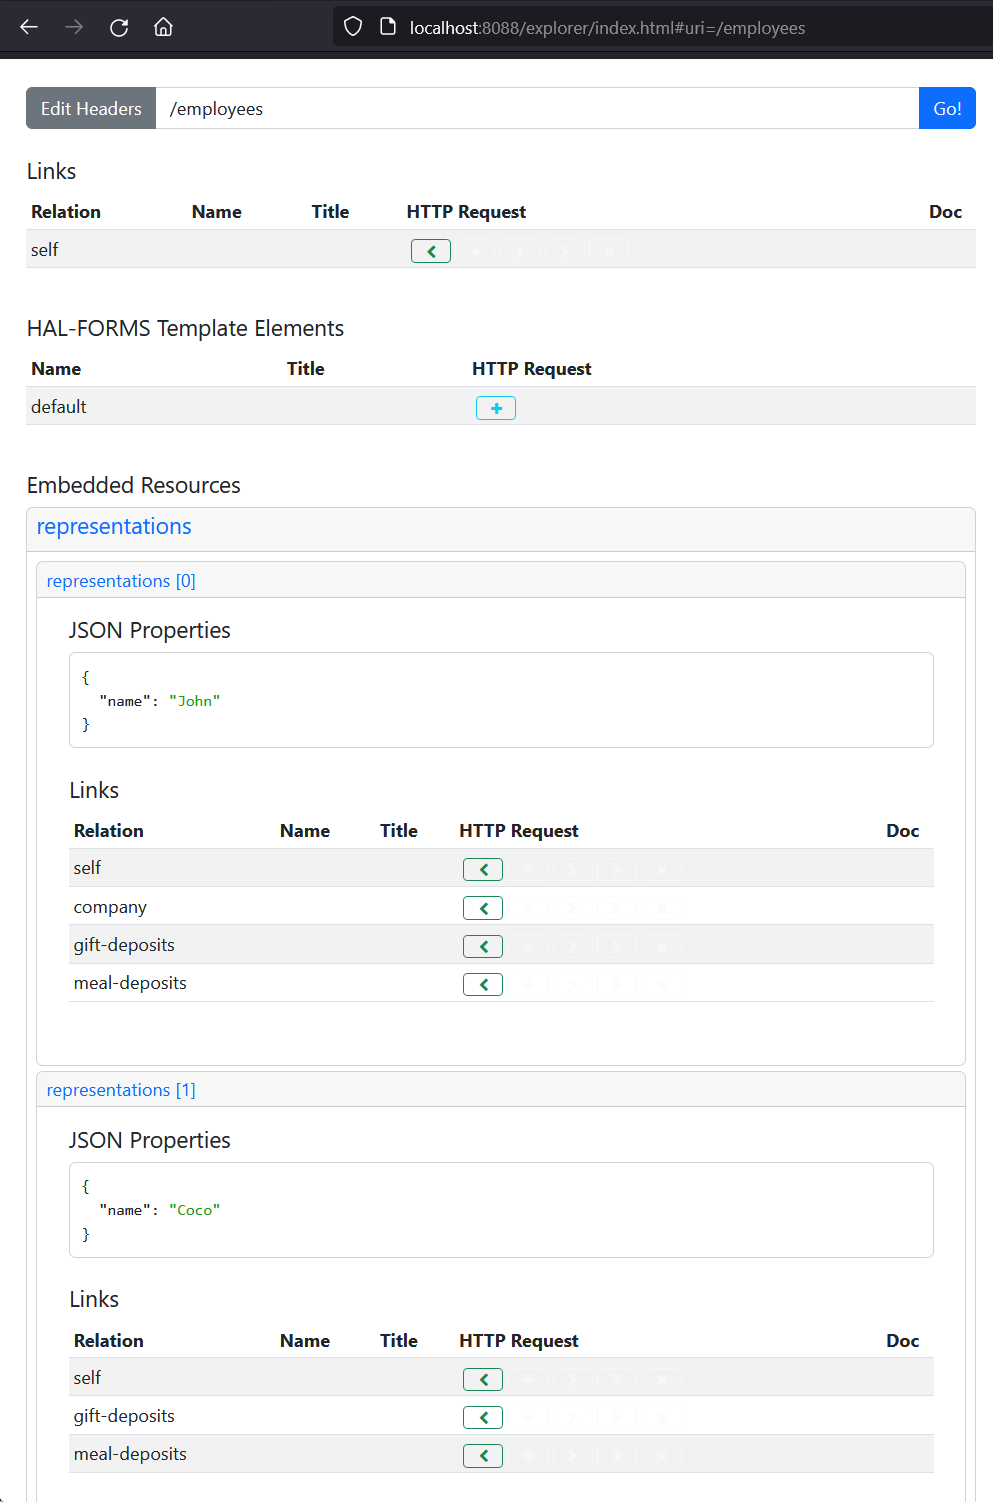 localhost:8088/explorer/index.html#uri=/employees
Edit Headers /employees Go!
Links
Relation Name Title HTTP Request Doc
self
HAL-FORMS Template Elements
Name Title HTTP Request
default
Embedded Resources
representations
representations [0]
JSON Properties
{
"name": "John"
}
Links
Relation Name Title HTTP Request Doc
self
company
gift-deposits
meal-deposits
representations [1]
JSON Properties
{
"name": "Coco"
}
Links
Relation Name Title HTTP Request Doc
self
gift-deposits
meal-deposits